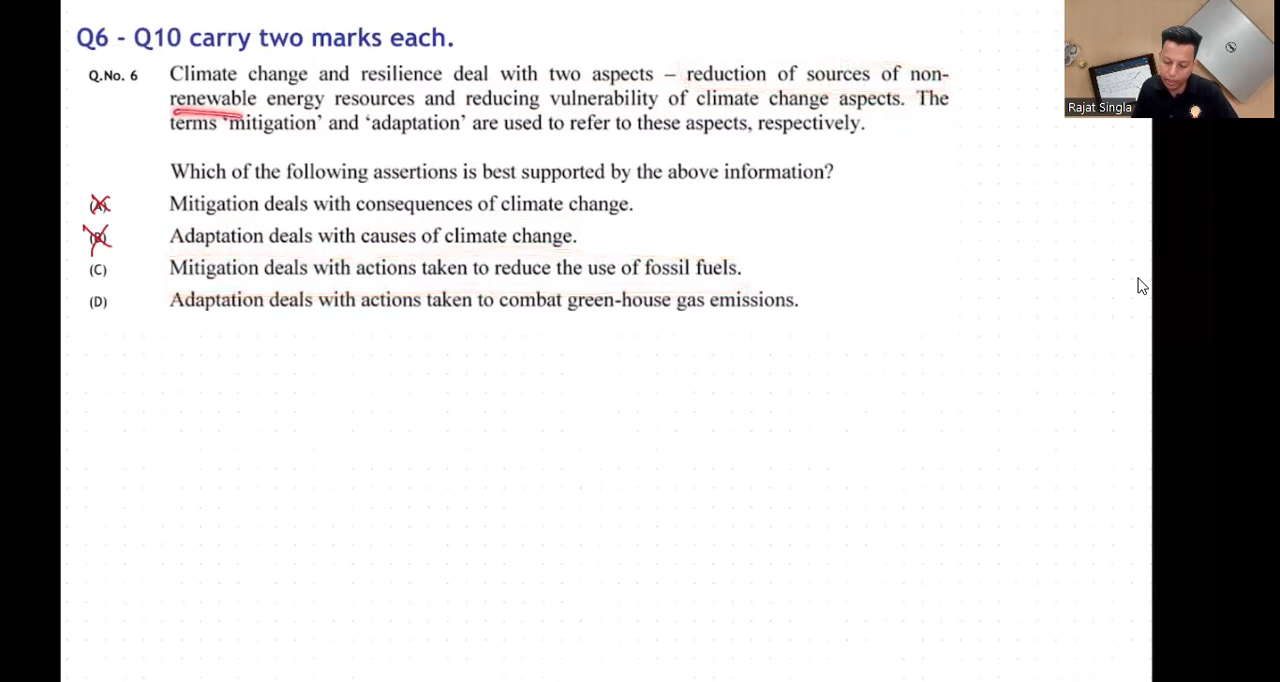 Q6 - Q10 carry two marks each.
Q.No. 6 Climate change and resilience deal with two aspects – reduction of sources of non-
renewable energy resources and reducing vulnerability of climate change aspects. The
terms ‘mitigation’ and ‘adaptation’ are used to refer to these aspects, respectively.
Which of the following assertions is best supported by the above information?
(A) Mitigation deals with consequences of climate change.
(B) Adaptation deals with causes of climate change.
(C) Mitigation deals with actions taken to reduce the use of fossil fuels.
(D) Adaptation deals with actions taken to combat green-house gas emissions.
Rajat Singla